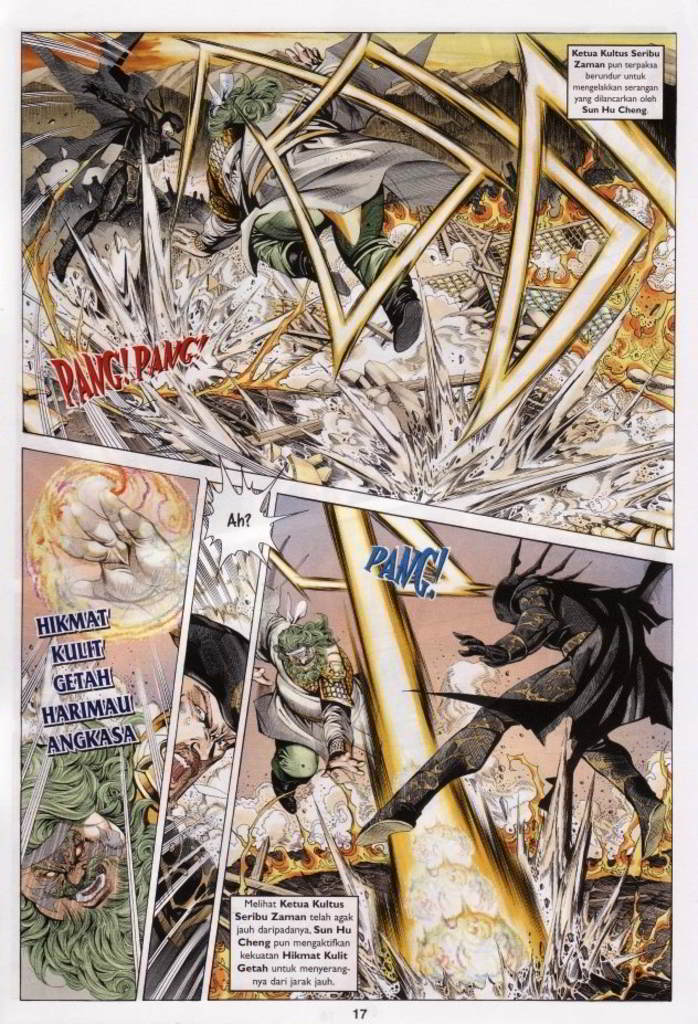 Ketua Kultus Seribu
Zaman pun terpaksa
berundur untuk
mengelakkan serangan
yang dilancarkan oleh
Sun Hu Cheng.
PANG! PANG!
HIKMAT
KULIT
GETAH
HARIMAU
ANGKASA
Ah?
PANG!
Melihat Ketua Kultus
Seribu Zaman telah agak
jauh daripadanya, Sun Hu
Cheng pun mengaktifkan
kekuatan Hikmat Kulit
Getah untuk menyerang-
nya dari jarak jauh.
17